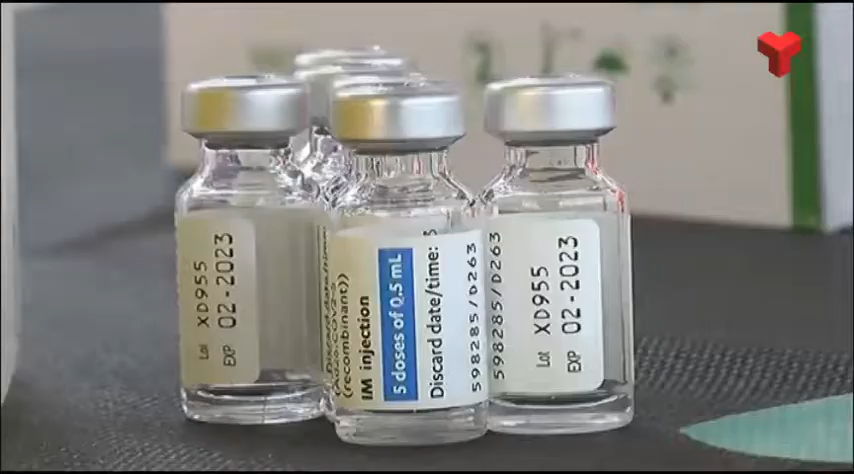 Lot XD955
EXP 02-2023
(recombinant))
IM injection
5 doses of 0.5 mL
Discard date/time:
598285/D263
598285/D263
Lot XD955
EXP 02-2023